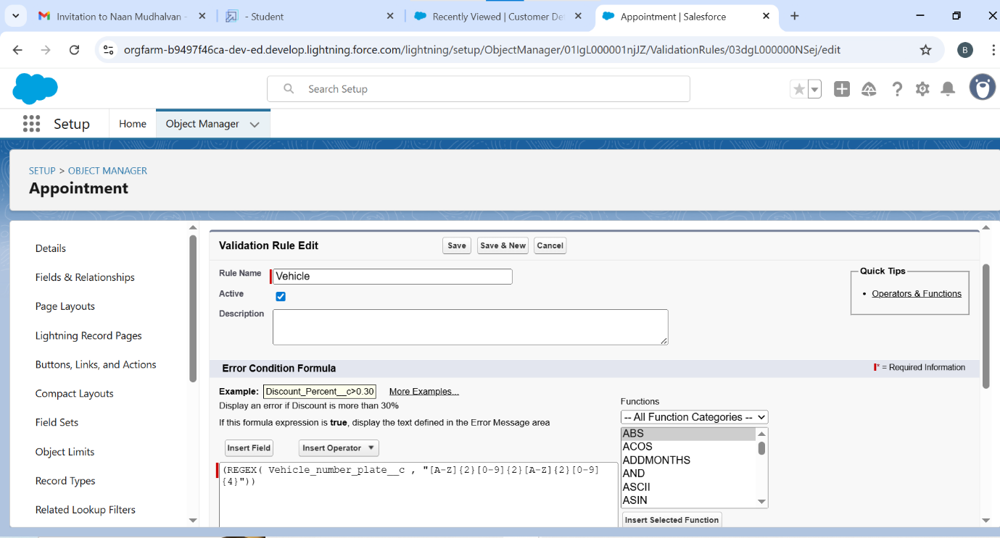 Invitation to Naan Mudhalvan -
- Student
Recently Viewed | Customer De
Appointment | Salesforce
orgfarm-b9497f46ca-dev-ed.develop.lightning.force.com/lightning/setup/ObjectManager/01IgL000001njJZ/ValidationRules/03dgL000000NSej/edit
B
Search Setup
Setup
Home
Object Manager
SETUP > OBJECT MANAGER
Appointment
Details
Fields & Relationships
Page Layouts
Lightning Record Pages
Buttons, Links, and Actions
Compact Layouts
Field Sets
Object Limits
Record Types
Related Lookup Filters
Validation Rule Edit
Save
Save & New
Cancel
Rule Name
Vehicle
Active
Description
Quick Tips
• Operators & Functions
Error Condition Formula
* = Required Information
Example:
Discount_Percent__c>0.30
More Examples...
Display an error if Discount is more than 30%
If this formula expression is true, display the text defined in the Error Message area
Insert Field
Insert Operator
(REGEX( Vehicle_number_plate__c , "[A-Z]{2}[0-9]{2}[A-Z]{2}[0-9]
{4}"))
Functions
-- All Function Categories --
ABS
ACOS
ADDMONTHS
AND
ASCII
ASIN
Insert Selected Function